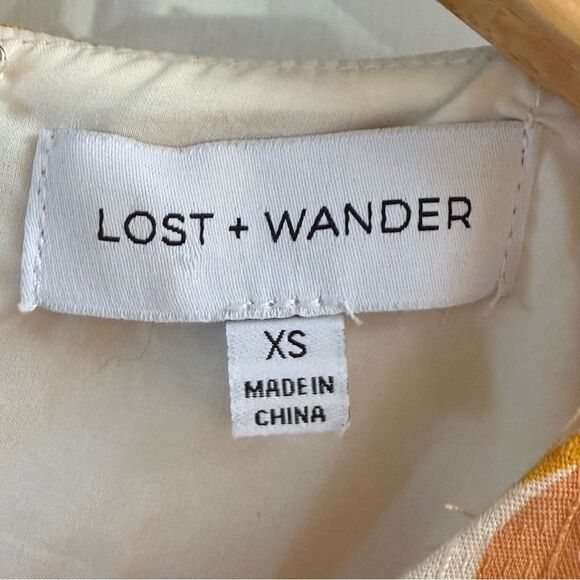 LOST + WANDER
XS
MADE IN
CHINA